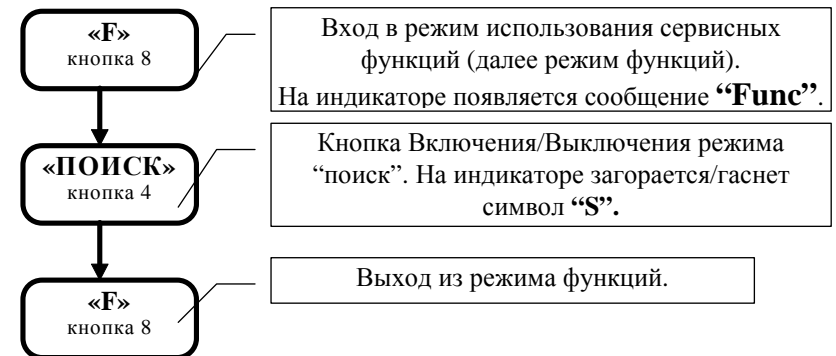 «F»
кнопка 8
Вход в режим использования сервисных
функций (далее режим функций).
На индикаторе появляется сообщение “Func”.
«ПОИСК»
кнопка 4
Кнопка Включения/Выключения режима
“поиск”. На индикаторе загорается/гаснет
символ “S”.
«F»
кнопка 8
Выход из режима функций.